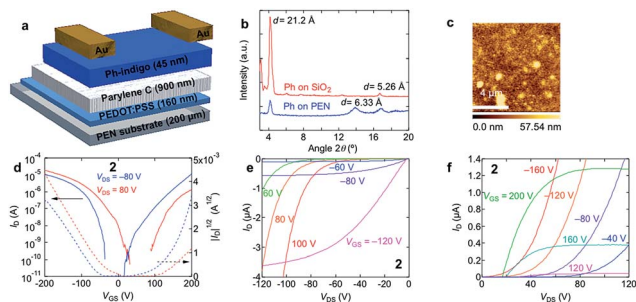 a
Au
Au
Ph-indigo (45 nm)
Parylene C (900 nm)
PEDOT:PSS (160 nm)
PEN substrate (200 µm)
b
d = 21.2 Å
Ph on SiO2
d = 5.26 Å
Ph on PEN
d = 6.33 Å
Intensity (a.u.)
4 8 12 16 20
Angle 2θ (°)
c
4 µm
0.0 nm 57.54 nm
d
2
VDS = −80 V
VDS = 80 V
10-4
10-5
10-6
10-7
10-8
10-9
10-10
10-11
ID (A)
5x10-3
4
3
2
1
0
|ID|1/2 (A)1/2
-200 -100 0 100 200
VGS (V)
e
0
-1
-2
-3
-4
ID (µA)
−60 V
−80 V
60
80 V
100 V
VGS = −120 V
2
-120 -100 -80 -60 -40 -20 0
VDS (V)
f
2
1.4
1.2
1.0
0.8
0.6
0.4
0.2
0.0
ID (µA)
−160 V
−120 V
VGS = 200 V
−80 V
160 V
−40 V
120 V
0 20 40 60 80 100 120
VDS (V)